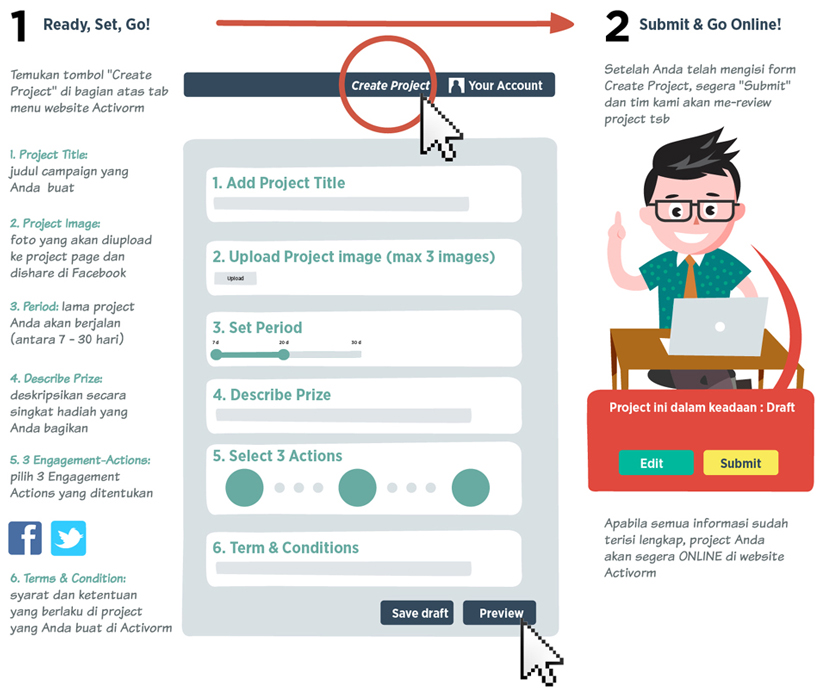 1 Ready, Set, Go!
Temukan tombol "Create
Project" di bagian atas tab
menu website Activorm
1. Project Title:
judul campaign yang
Anda buat
2. Project Image:
foto yang akan diupload
ke project page dan
dishare di Facebook
3. Period: lama project
Anda akan berjalan
(antara 7 - 30 hari)
4. Describe Prize:
deskripsikan secara
singkat hadiah yang
Anda bagikan
5. 3 Engagement-Actions:
pilih 3 Engagement
Actions yang ditentukan
f
6. Terms & Condition:
syarat dan ketentuan
yang berlaku di project
yang Anda buat di Activorm
Create Project
Your Account
1. Add Project Title
2. Upload Project image (max 3 images)
Upload
3. Set Period
7 d 20 d 30 d
4. Describe Prize
5. Select 3 Actions
6. Term & Conditions
Save draft
Preview
2 Submit & Go Online!
Setelah Anda telah mengisi form
Create Project, segera "Submit"
dan tim kami akan me-review
project tsb
Project ini dalam keadaan : Draft
Edit
Submit
Apabila semua informasi sudah
terisi lengkap, project Anda
akan segera ONLINE di website
Activorm